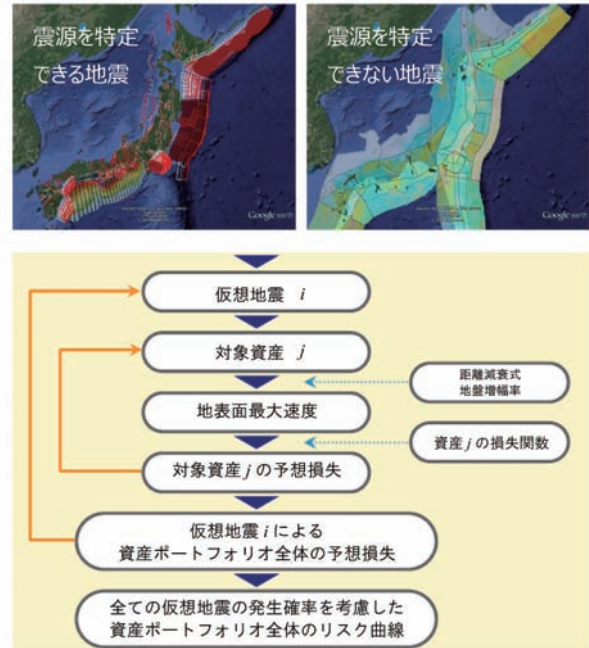 震源を特定
できる地震
Google earth
震源を特定
できない地震
Google earth
仮想地震 i
対象資産 j
距離減衰式
地盤増幅率
地表面最大速度
資産 j の損失関数
対象資産 j の予想損失
仮想地震 i による
資産ポートフォリオ全体の予想損失
全ての仮想地震の発生確率を考慮した
資産ポートフォリオ全体のリスク曲線